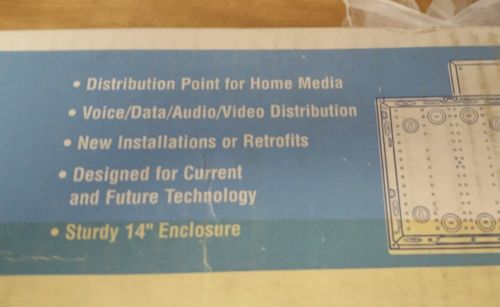 • Distribution Point for Home Media
• Voice/Data/Audio/Video Distribution
• New Installations or Retrofits
• Designed for Current
and Future Technology
• Sturdy 14" Enclosure